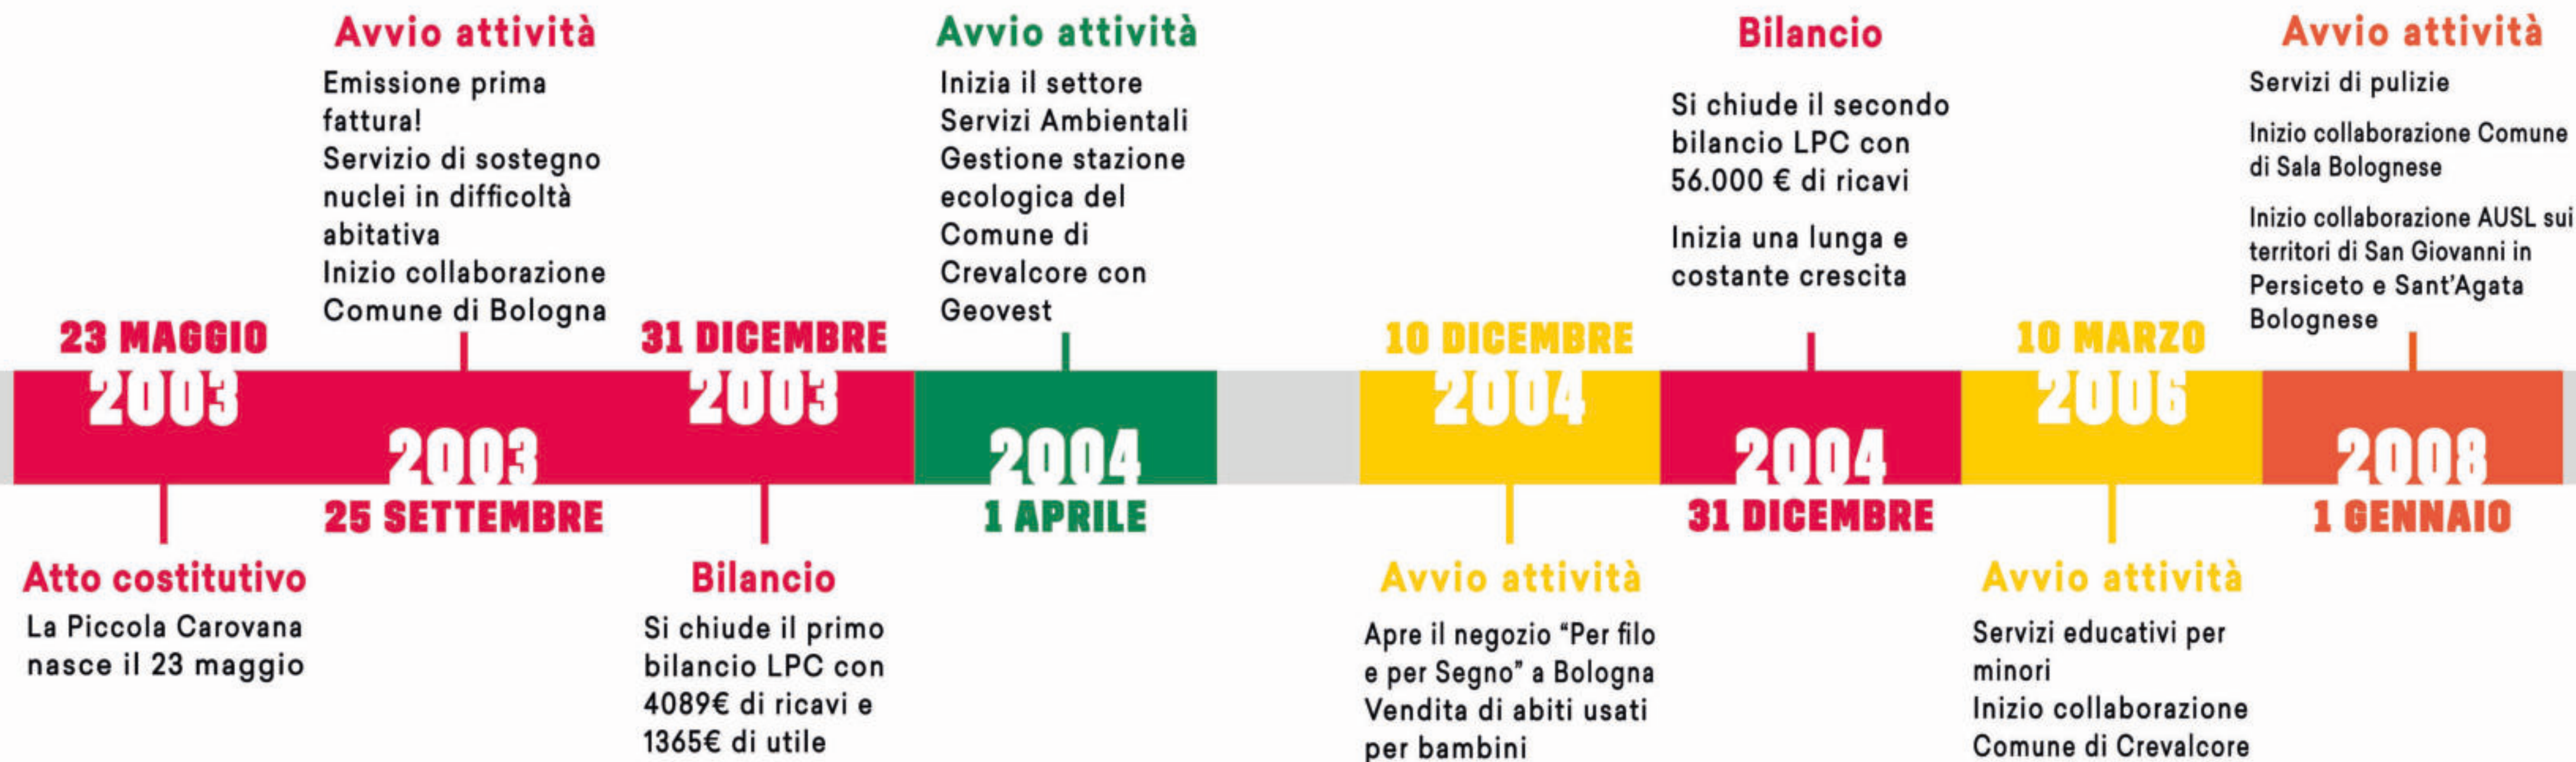 23 MAGGIO
2003
Atto costitutivo
La Piccola Carovana
nasce il 23 maggio
Avvio attività
Emissione prima
fattura!
Servizio di sostegno
nuclei in difficoltà
abitativa
Inizio collaborazione
Comune di Bologna
2003
25 SETTEMBRE
31 DICEMBRE
2003
Bilancio
Si chiude il primo
bilancio LPC con
4089€ di ricavi e
1365€ di utile
Avvio attività
Inizia il settore
Servizi Ambientali
Gestione stazione
ecologica del
Comune di
Crevalcore con
Geovest
2004
1 APRILE
10 DICEMBRE
2004
Avvio attività
Apre il negozio “Per filo
e per Segno” a Bologna
Vendita di abiti usati
per bambini
Bilancio
Si chiude il secondo
bilancio LPC con
56.000 € di ricavi
Inizia una lunga e
costante crescita
2004
31 DICEMBRE
10 MARZO
2006
Avvio attività
Servizi educativi per
minori
Inizio collaborazione
Comune di Crevalcore
Avvio attività
Servizi di pulizie
Inizio collaborazione Comune
di Sala Bolognese
Inizio collaborazione AUSL sui
territori di San Giovanni in
Persiceto e Sant’Agata
Bolognese
2008
1 GENNAIO